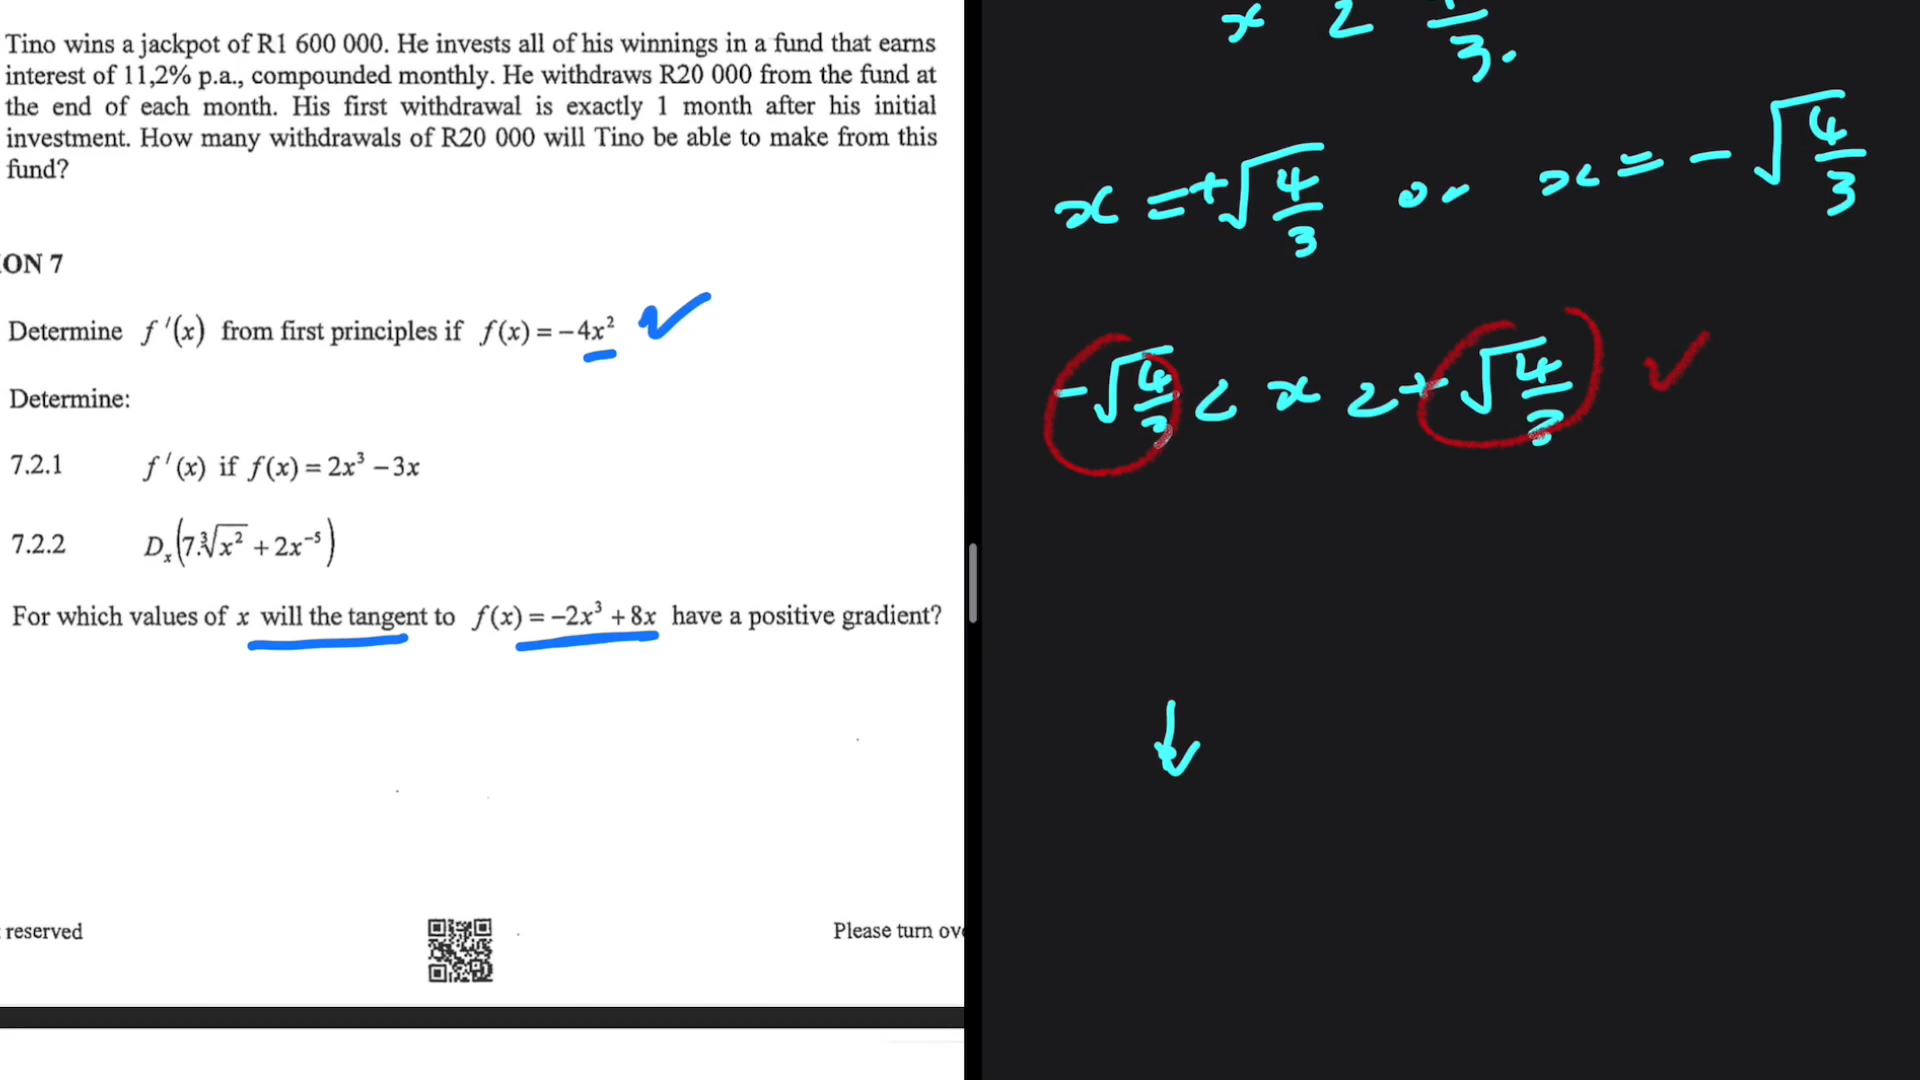 Tino wins a jackpot of R1 600 000. He invests all of his winnings in a fund that earns
interest of 11,2% p.a., compounded monthly. He withdraws R20 000 from the fund at
the end of each month. His first withdrawal is exactly 1 month after his initial
investment. How many withdrawals of R20 000 will Tino be able to make from this
fund?
ION 7
Determine f ′(x) from first principles if f(x) = −4x²
Determine:
7.2.1 f ′(x) if f(x) = 2x³ − 3x
7.2.2 Dₓ(7∛x² + 2x⁻⁵)
For which values of x will the tangent to f(x) = −2x³ + 8x have a positive gradient?
reserved
Please turn ove
x < 4/3.
x = +√(4/3) or x = −√(4/3)
−√(4/3) < x < +√(4/3)